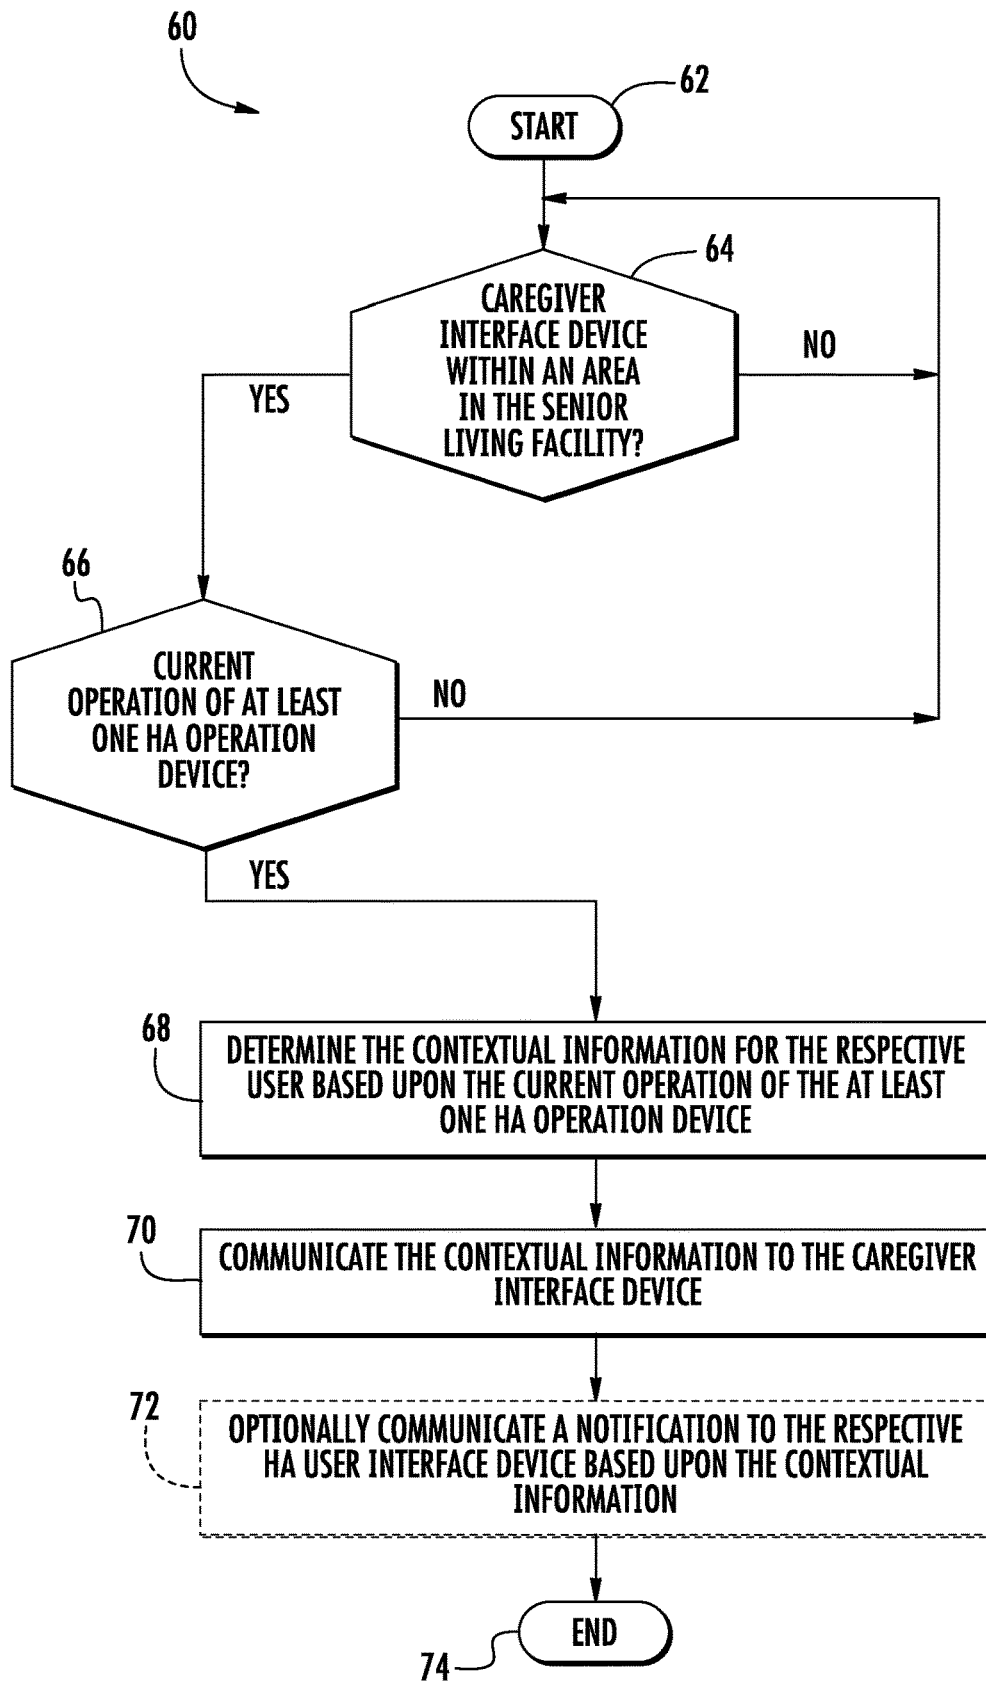 60
62
START
64
CAREGIVER
INTERFACE DEVICE
WITHIN AN AREA
IN THE SENIOR
LIVING FACILITY?
NO
YES
66
CURRENT
OPERATION OF AT LEAST
ONE HA OPERATION
DEVICE?
NO
YES
68
DETERMINE THE CONTEXTUAL INFORMATION FOR THE RESPECTIVE
USER BASED UPON THE CURRENT OPERATION OF THE AT LEAST
ONE HA OPERATION DEVICE
70
COMMUNICATE THE CONTEXTUAL INFORMATION TO THE CAREGIVER
INTERFACE DEVICE
72
OPTIONALLY COMMUNICATE A NOTIFICATION TO THE RESPECTIVE
HA USER INTERFACE DEVICE BASED UPON THE CONTEXTUAL
INFORMATION
END
74